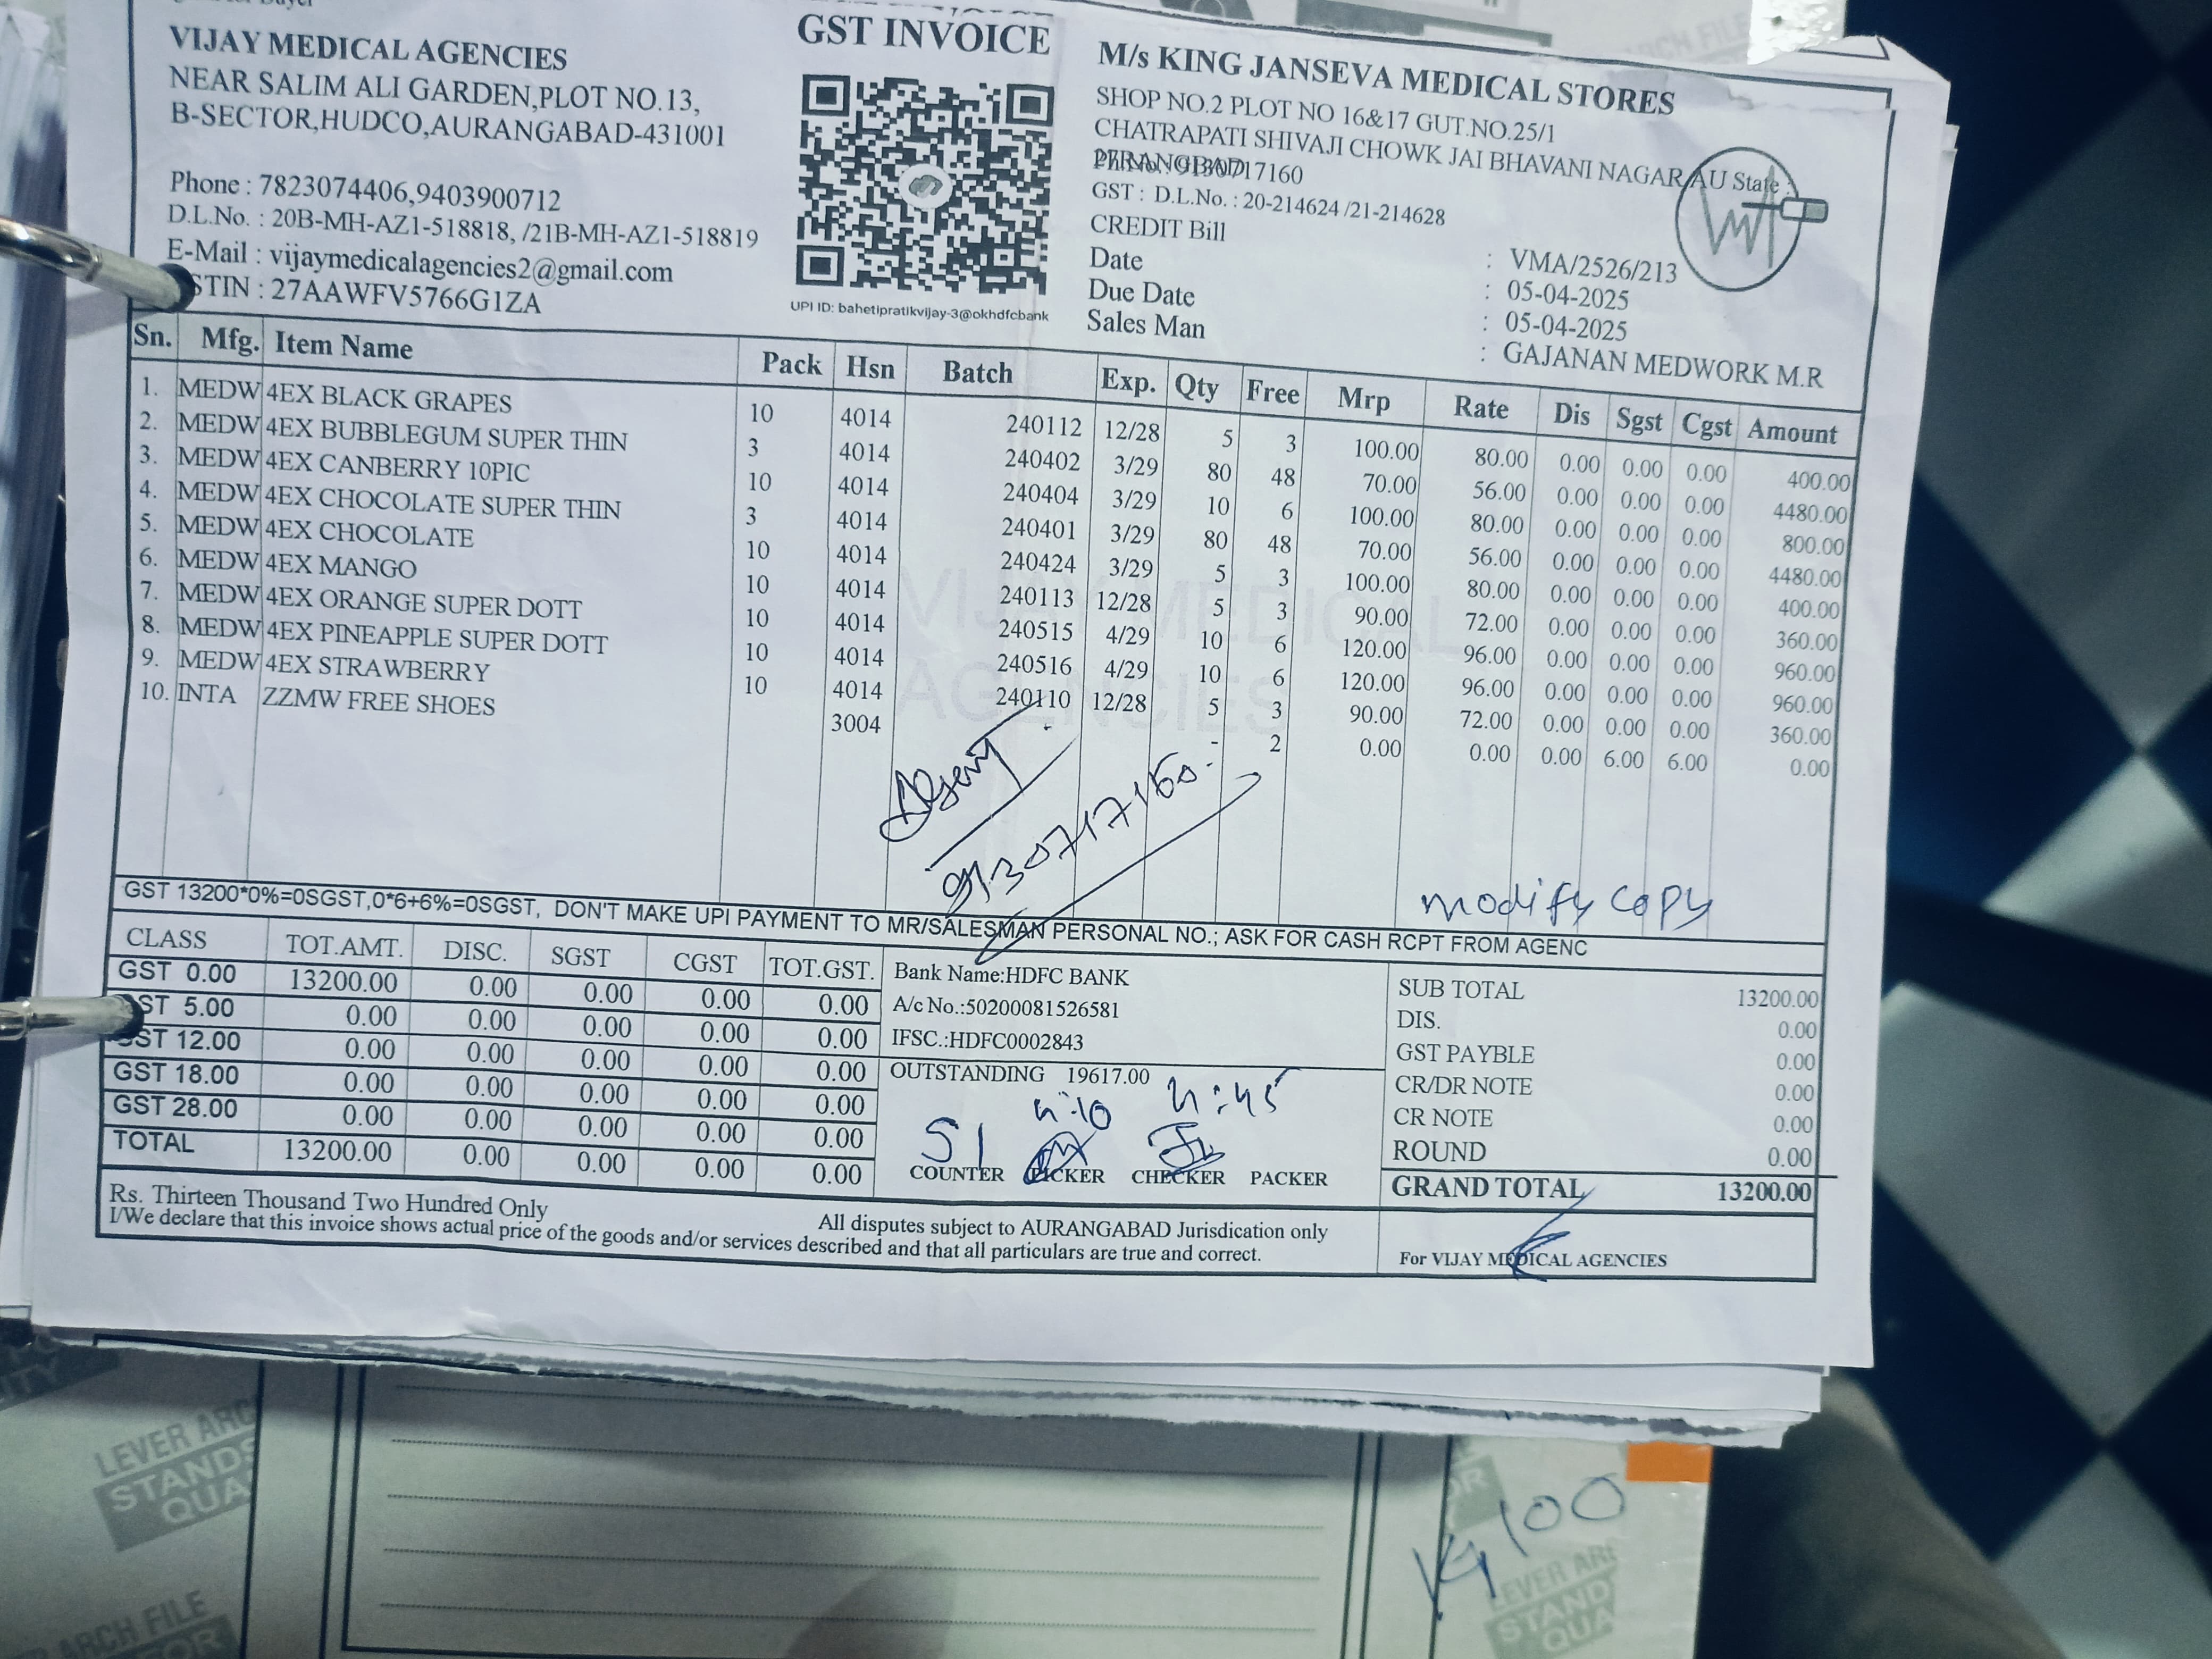 GST INVOICE
VIJAY MEDICAL AGENCIES
NEAR SALIM ALI GARDEN,PLOT NO.13,
B-SECTOR,HUDCO,AURANGABAD-431001
Phone : 7823074406,9403900712
D.L.No. : 20B-MH-AZ1-518818, /21B-MH-AZ1-518819
E-Mail : vijaymedicalagencies2@gmail.com
STIN : 27AAWFV5766G1ZA
UPI ID: bahetipratikvijay-3@okhdfcbank
M/s KING JANSEVA MEDICAL STORES
SHOP NO.2 PLOT NO 16&17 GUT.NO.25/1
CHATRAPATI SHIVAJI CHOWK JAI BHAVANI NAGAR AU State :
9130717160
GST : D.L.No. : 20-214624 /21-214628
CREDIT Bill : VMA/2526/213
Date : 05-04-2025
Due Date : 05-04-2025
Sales Man : GAJANAN MEDWORK M.R
Sn. Mfg. Item Name Pack Hsn Batch Exp. Qty Free Mrp Rate Dis Sgst Cgst Amount
1. MEDW 4EX BLACK GRAPES 10 4014 240112 12/28 5 3 100.00 80.00 0.00 0.00 0.00 400.00
2. MEDW 4EX BUBBLEGUM SUPER THIN 3 4014 240402 3/29 80 48 70.00 56.00 0.00 0.00 0.00 4480.00
3. MEDW 4EX CANBERRY 10PIC 10 4014 240404 3/29 10 6 100.00 80.00 0.00 0.00 0.00 800.00
4. MEDW 4EX CHOCOLATE SUPER THIN 3 4014 240401 3/29 80 48 70.00 56.00 0.00 0.00 0.00 4480.00
5. MEDW 4EX CHOCOLATE 10 4014 240424 3/29 5 3 100.00 80.00 0.00 0.00 0.00 400.00
6. MEDW 4EX MANGO 10 4014 240113 12/28 5 3 90.00 72.00 0.00 0.00 0.00 360.00
7. MEDW 4EX ORANGE SUPER DOTT 10 4014 240515 4/29 10 6 120.00 96.00 0.00 0.00 0.00 960.00
8. MEDW 4EX PINEAPPLE SUPER DOTT 10 4014 240516 4/29 10 6 120.00 96.00 0.00 0.00 0.00 960.00
9. MEDW 4EX STRAWBERRY 10 4014 240110 12/28 5 3 90.00 72.00 0.00 0.00 0.00 360.00
10. INTA ZZMW FREE SHOES 3004 - 2 0.00 0.00 0.00 6.00 6.00 0.00
VIJAY MEDICAL
AGENCIES
9130717160
modify copy
GST 13200*0%=0SGST,0*6+6%=0SGST, DON'T MAKE UPI PAYMENT TO MR/SALESMAN PERSONAL NO.; ASK FOR CASH RCPT FROM AGENC
CLASS TOT.AMT. DISC. SGST CGST TOT.GST.
GST 0.00 13200.00 0.00 0.00 0.00 0.00
ST 5.00 0.00 0.00 0.00 0.00 0.00
ST 12.00 0.00 0.00 0.00 0.00 0.00
GST 18.00 0.00 0.00 0.00 0.00 0.00
GST 28.00 0.00 0.00 0.00 0.00 0.00
TOTAL 13200.00 0.00 0.00 0.00 0.00
Bank Name:HDFC BANK
A/c No.:50200081526581
IFSC.:HDFC0002843
OUTSTANDING 19617.00
4:10 4:45
51
COUNTER PICKER CHECKER PACKER
SUB TOTAL 13200.00
DIS. 0.00
GST PAYBLE 0.00
CR/DR NOTE 0.00
CR NOTE 0.00
ROUND 0.00
GRAND TOTAL 13200.00
Rs. Thirteen Thousand Two Hundred Only
All disputes subject to AURANGABAD Jurisdication only
I/We declare that this invoice shows actual price of the goods and/or services described and that all particulars are true and correct.
For VIJAY MEDICAL AGENCIES
LEVER ARC
STANDS
QUA
ARCH FILE
LEVER ARC
STAND
QUA